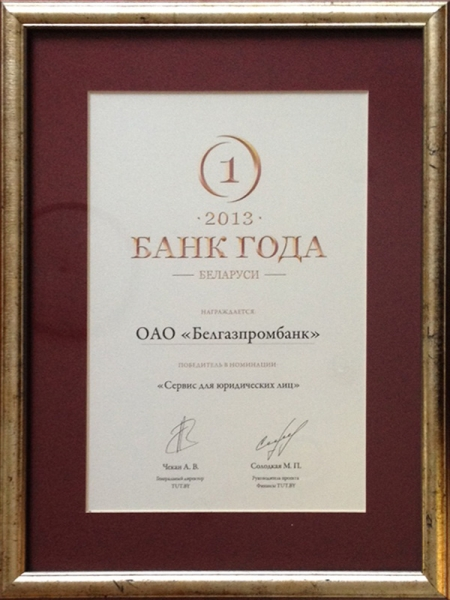 1
· 2013 ·
БАНК ГОДА
БЕЛАРУСИ
НАГРАЖДАЕТСЯ
ОАО «Белгазпромбанк»
ПОБЕДИТЕЛЬ В НОМИНАЦИИ
«Сервис для юридических лиц»
Чекан А. В. Солодкая М. П.
Генеральный директор Руководитель проекта
TUT.BY Финансы TUT.BY